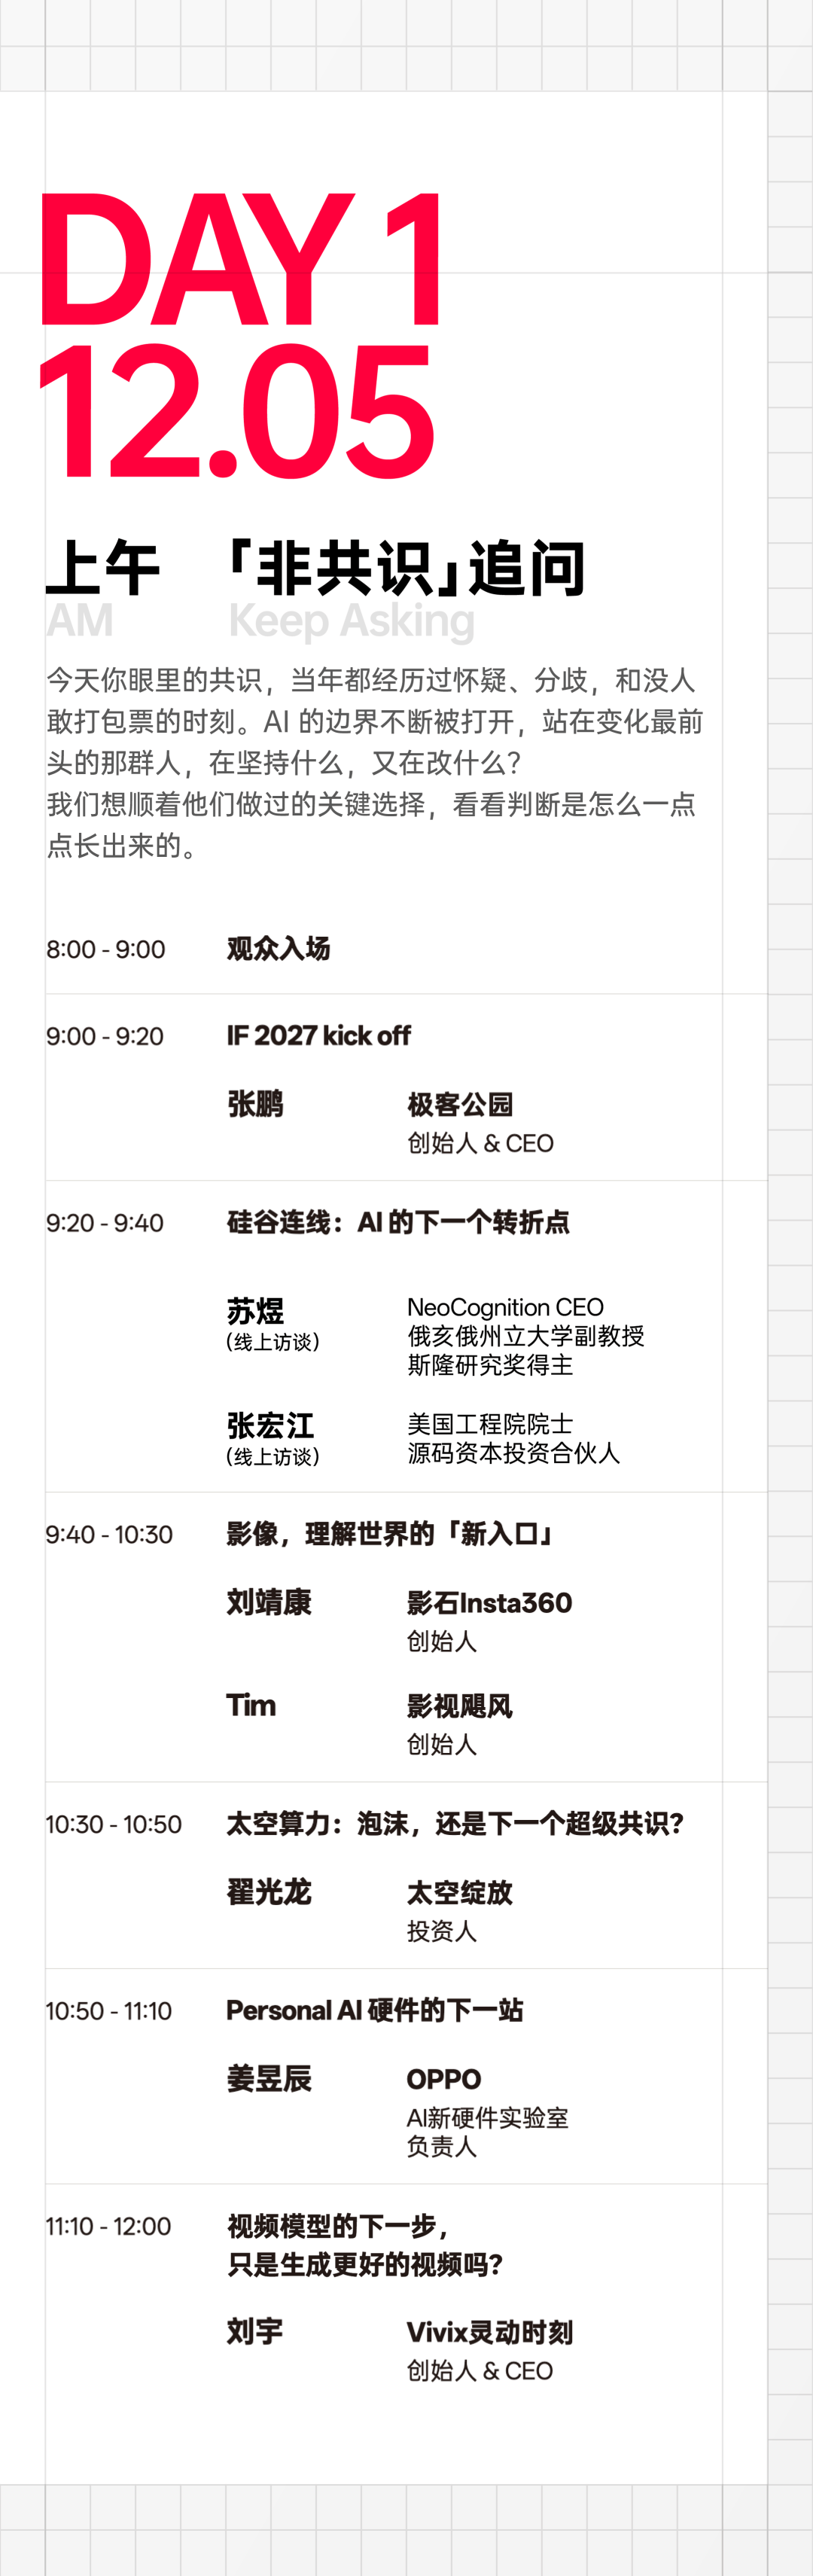 DAY 1
12.05
上午 「非共识」追问
AM Keep Asking
今天你眼里的共识，当年都经历过怀疑、分歧，和没人
敢打包票的时刻。AI 的边界不断被打开，站在变化最前
头的那群人，在坚持什么，又在改什么？
我们想顺着他们做过的关键选择，看看判断是怎么一点
点长出来的。
8:00 - 9:00 观众入场
9:00 - 9:20 IF 2027 kick off
张鹏 极客公园
创始人 & CEO
9:20 - 9:40 硅谷连线：AI 的下一个转折点
苏煜 NeoCognition CEO
（线上访谈） 俄亥俄州立大学副教授
斯隆研究奖得主
张宏江 美国工程院院士
（线上访谈） 源码资本投资合伙人
9:40 - 10:30 影像，理解世界的「新入口」
刘靖康 影石Insta360
创始人
Tim 影视飓风
创始人
10:30 - 10:50 太空算力：泡沫，还是下一个超级共识？
翟光龙 太空绽放
投资人
10:50 - 11:10 Personal AI 硬件的下一站
姜昱辰 OPPO
AI新硬件实验室
负责人
11:10 - 12:00 视频模型的下一步，
只是生成更好的视频吗？
刘宇 Vivix灵动时刻
创始人 & CEO